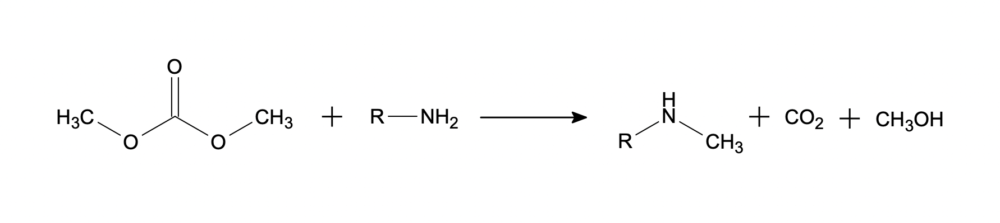 O
H₃C O O CH₃ + R—NH₂ → R H N CH₃ + CO₂ + CH₃OH